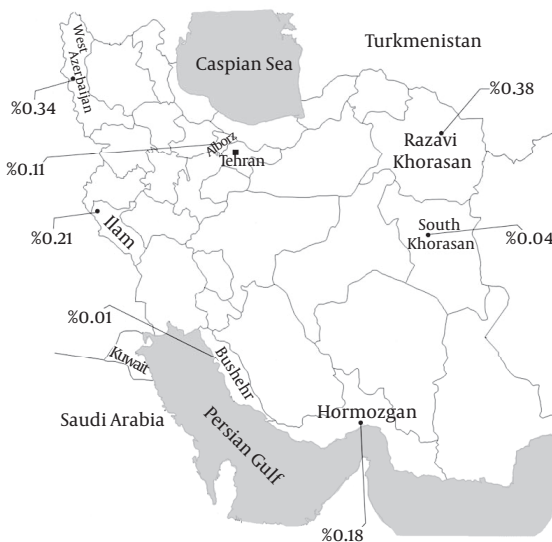 West
Azerbaijan
Caspian Sea
Turkmenistan
%0.34
%0.38
Alborz
Tehran
Razavi
Khorasan
%0.11
Ilam
%0.21
South
Khorasan
%0.04
%0.01
Kuwait
Bushehr
Saudi Arabia
Persian Gulf
Hormozgan
%0.18